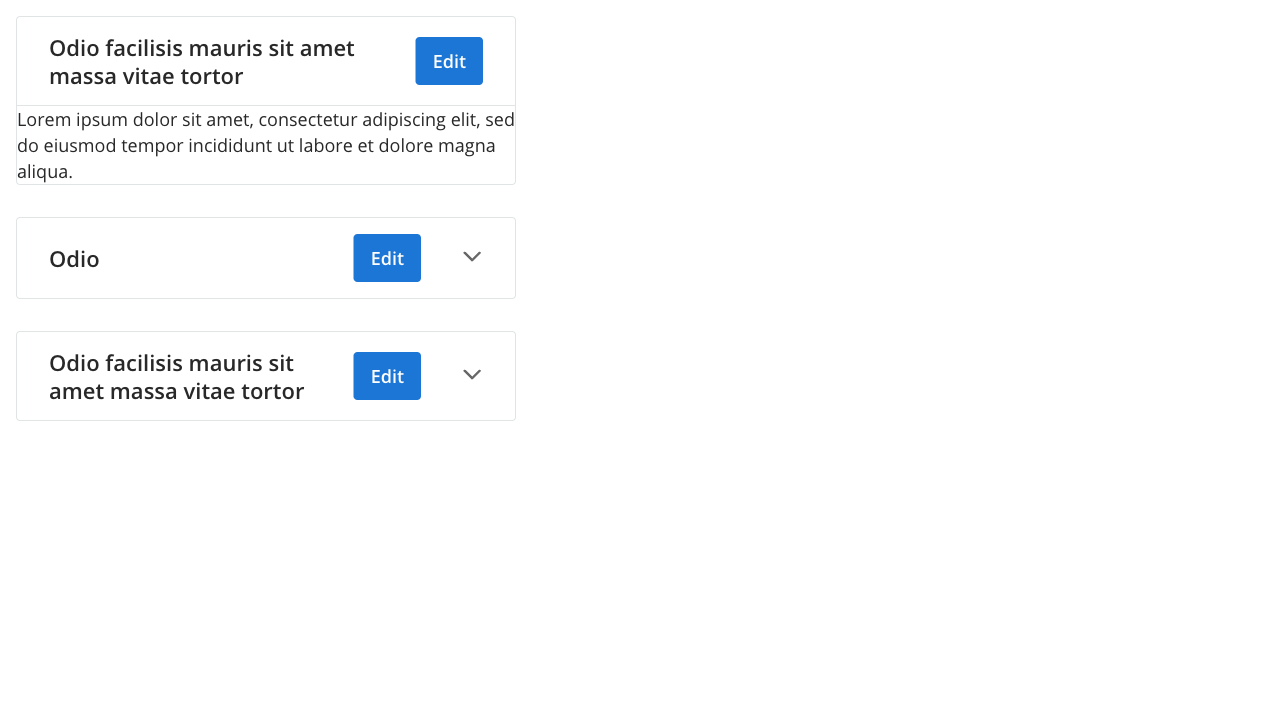 Odio facilisis mauris sit amet
massa vitae tortor
Edit
Lorem ipsum dolor sit amet, consectetur adipiscing elit, sed
do eiusmod tempor incididunt ut labore et dolore magna
aliqua.
Odio
Edit
Odio facilisis mauris sit
amet massa vitae tortor
Edit